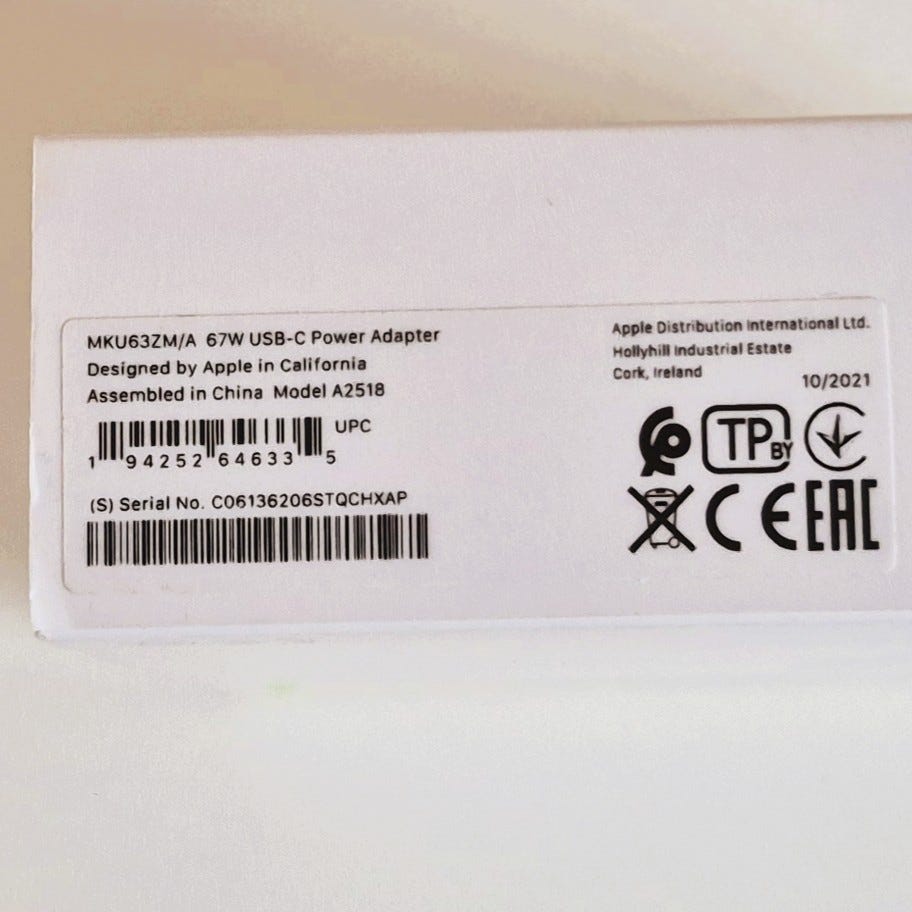 MKU63ZM/A 67W USB-C Power Adapter
Designed by Apple in California
Assembled in China Model A2518
UPC
1 94252 64633 5
(S) Serial No. C06136206STQCHXAP
Apple Distribution International Ltd.
Hollyhill Industrial Estate
Cork, Ireland
10/2021
TP BY
CE EAC